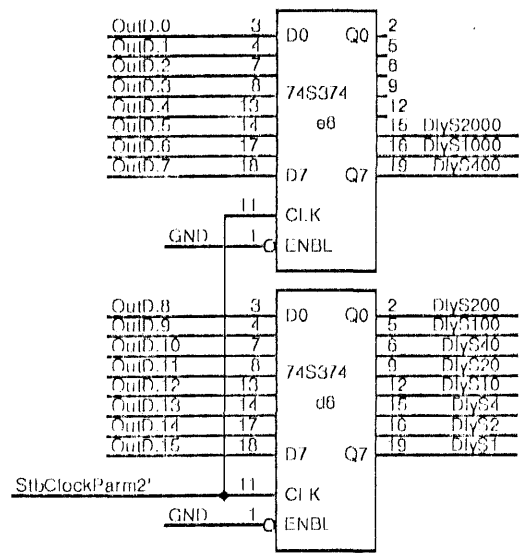 OutD.0 3 D0 Q0 2
OutD.1 4 5
OutD.2 7 6
OutD.3 8 74S374 9
OutD.4 13 e6 12
OutD.5 14 15 DlyS2000
OutD.6 17 16 DlyS1000
OutD.7 18 D7 Q7 19 DlyS400
11 CLK
GND 1 ENBL
OutD.8 3 D0 Q0 2 DlyS200
OutD.9 4 5 DlyS100
OutD.10 7 6 DlyS40
OutD.11 8 74S374 9 DlyS20
OutD.12 13 d6 12 DlyS10
OutD.13 14 15 DlyS4
OutD.14 17 16 DlyS2
OutD.15 18 D7 Q7 19 DlyS1
StbClockParm2' 11 CLK
GND 1 ENBL